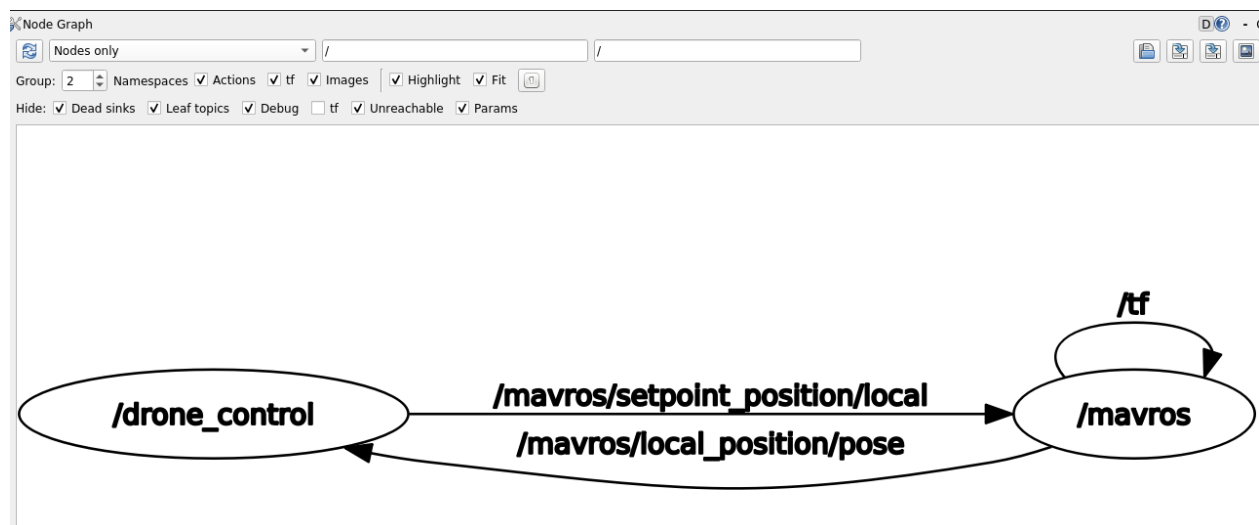 Node Graph
D
Nodes only
/
/
Group: 2 Namespaces Actions tf Images Highlight Fit
Hide: Dead sinks Leaf topics Debug tf Unreachable Params
/tf
/mavros/setpoint_position/local
/drone_control
/mavros
/mavros/local_position/pose